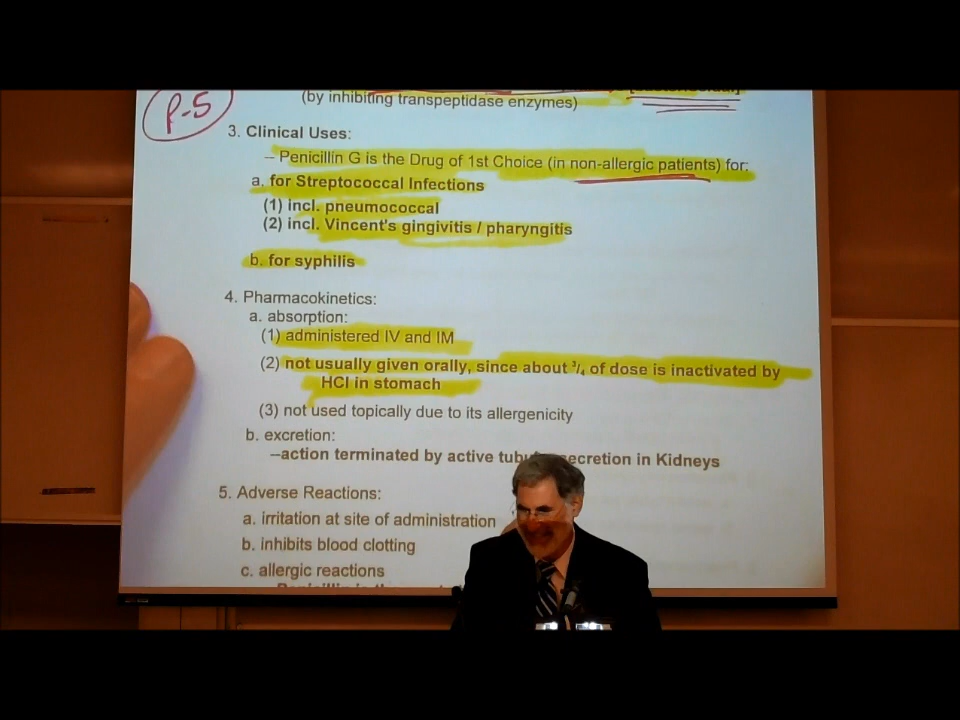 P-5
(by inhibiting transpeptidase enzymes)
3. Clinical Uses:
-- Penicillin G is the Drug of 1st Choice (in non-allergic patients) for:
a. for Streptococcal Infections
(1) incl. pneumococcal
(2) incl. Vincent's gingivitis / pharyngitis
b. for syphilis
4. Pharmacokinetics:
a. absorption:
(1) administered IV and IM
(2) not usually given orally, since about 3/4 of dose is inactivated by
HCl in stomach
(3) not used topically due to its allergenicity
b. excretion:
--action terminated by active secretion in Kidneys
5. Adverse Reactions:
a. irritation at site of administration
b. inhibits blood clotting
c. allergic reactions